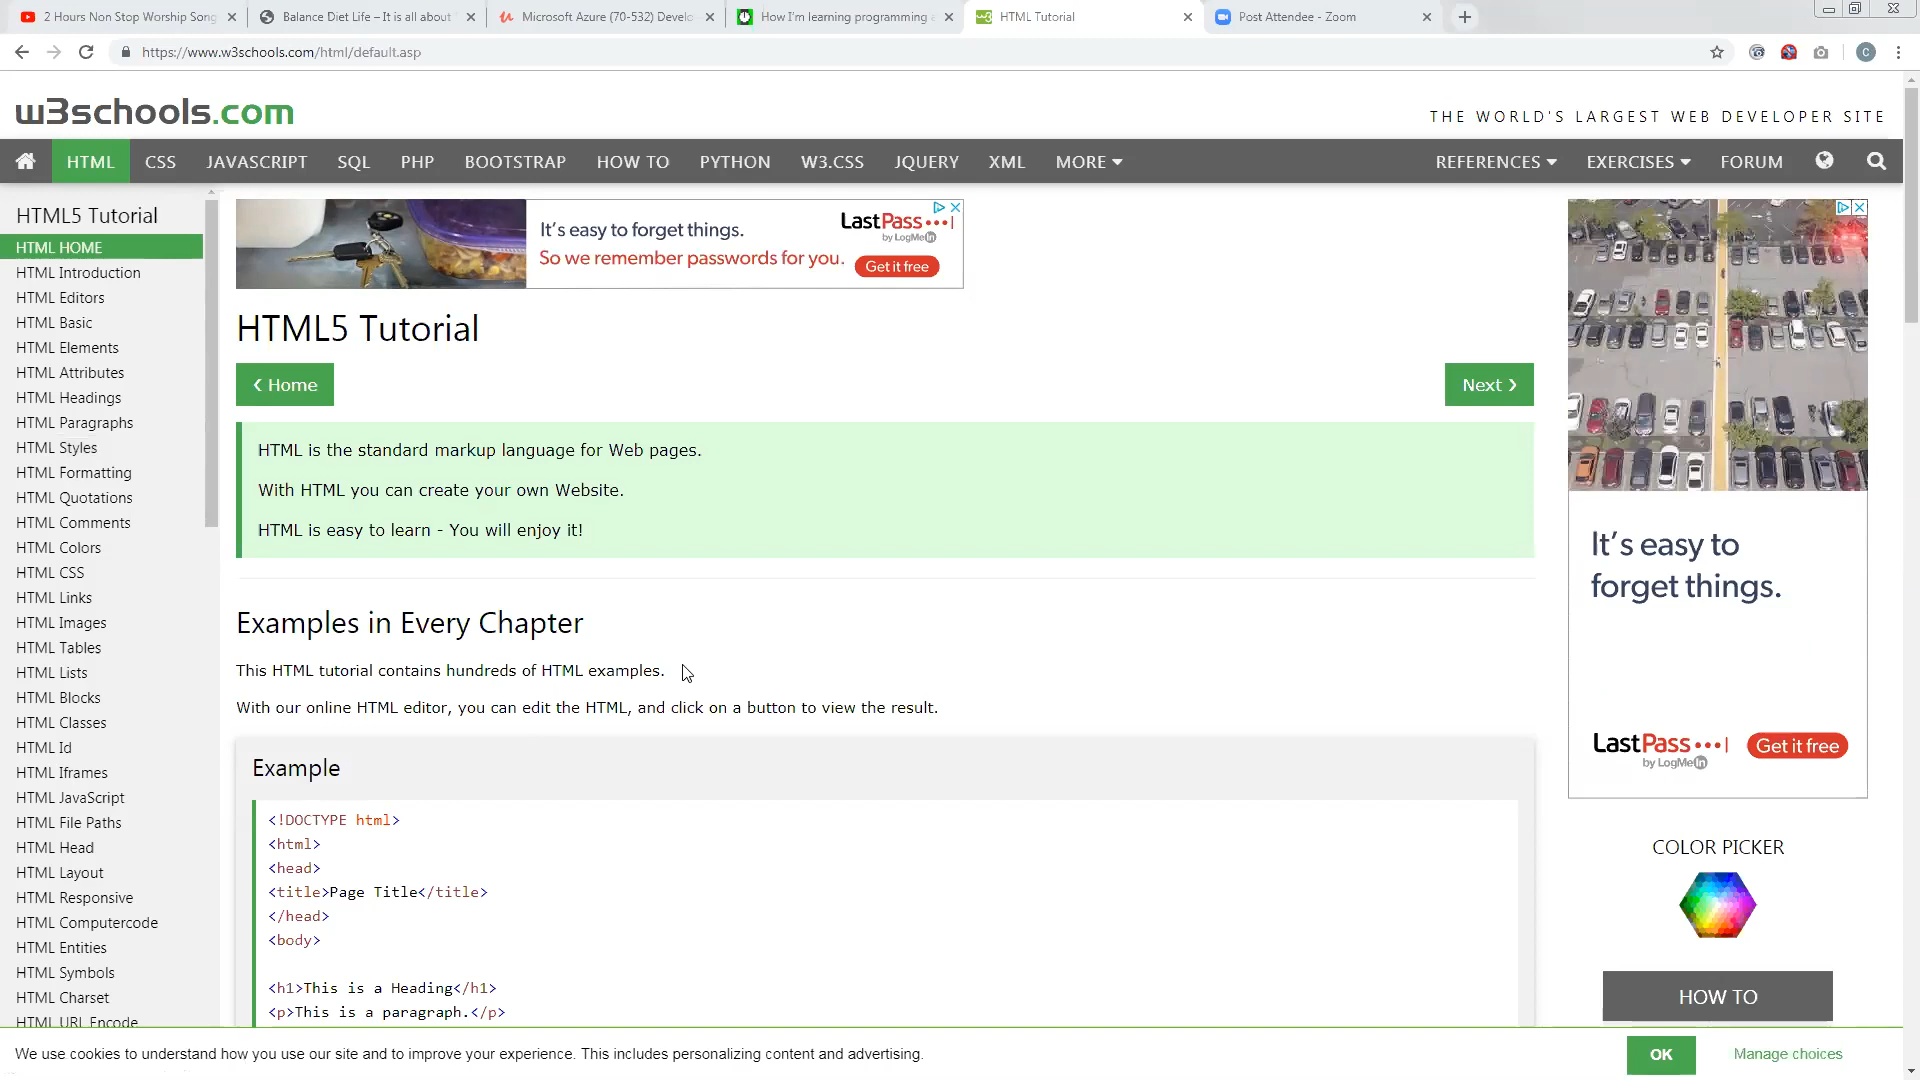 2 Hours Non Stop Worship Song
Balance Diet Life – It is all about
Microsoft Azure (70-532) Develo
How I'm learning programming
HTML Tutorial
Post Attendee - Zoom
https://www.w3schools.com/html/default.asp
C
w3schools.com
THE WORLD'S LARGEST WEB DEVELOPER SITE
HTML CSS JAVASCRIPT SQL PHP BOOTSTRAP HOW TO PYTHON W3.CSS JQUERY XML MORE REFERENCES EXERCISES FORUM
HTML5 Tutorial
HTML HOME
HTML Introduction
HTML Editors
HTML Basic
HTML Elements
HTML Attributes
HTML Headings
HTML Paragraphs
HTML Styles
HTML Formatting
HTML Quotations
HTML Comments
HTML Colors
HTML CSS
HTML Links
HTML Images
HTML Tables
HTML Lists
HTML Blocks
HTML Classes
HTML Id
HTML Iframes
HTML JavaScript
HTML File Paths
HTML Head
HTML Layout
HTML Responsive
HTML Computercode
HTML Entities
HTML Symbols
HTML Charset
HTML URL Encode
It's easy to forget things.
So we remember passwords for you.
LastPass
by LogMeIn
Get it free
HTML5 Tutorial
❮ Home
Next ❯
HTML is the standard markup language for Web pages.
With HTML you can create your own Website.
HTML is easy to learn - You will enjoy it!
Examples in Every Chapter
This HTML tutorial contains hundreds of HTML examples.
With our online HTML editor, you can edit the HTML, and click on a button to view the result.
Example
<!DOCTYPE html>
<html>
<head>
<title>Page Title</title>
</head>
<body>
<h1>This is a Heading</h1>
<p>This is a paragraph.</p>
It's easy to
forget things.
LastPass
by LogMeIn
Get it free
COLOR PICKER
HOW TO
We use cookies to understand how you use our site and to improve your experience. This includes personalizing content and advertising.
OK
Manage choices